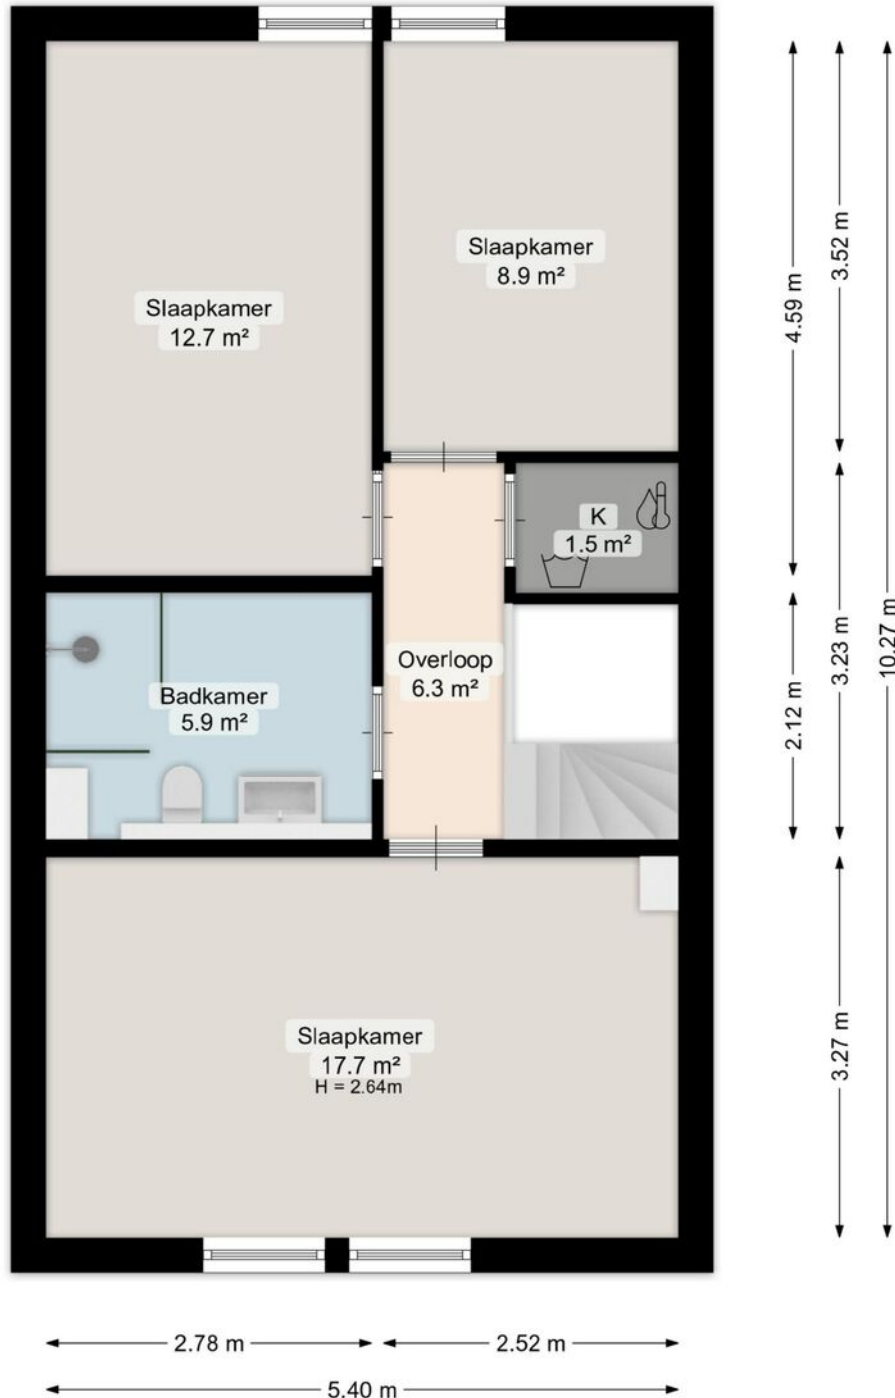 Slaapkamer
8.9 m²
Slaapkamer
12.7 m²
K
1.5 m²
Overloop
6.3 m²
Badkamer
5.9 m²
Slaapkamer
17.7 m²
H = 2.64m
4.59 m
3.52 m
2.12 m
3.23 m
10.27 m
3.27 m
2.78 m
2.52 m
5.40 m